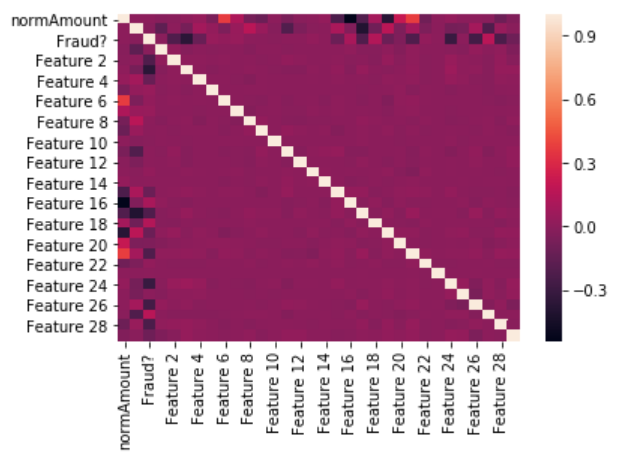 normAmount
Fraud?
Feature 2
Feature 4
Feature 6
Feature 8
Feature 10
Feature 12
Feature 14
Feature 16
Feature 18
Feature 20
Feature 22
Feature 24
Feature 26
Feature 28
normAmount
Fraud?
Feature 2
Feature 4
Feature 6
Feature 8
Feature 10
Feature 12
Feature 14
Feature 16
Feature 18
Feature 20
Feature 22
Feature 24
Feature 26
Feature 28
0.9
0.6
0.3
0.0
−0.3